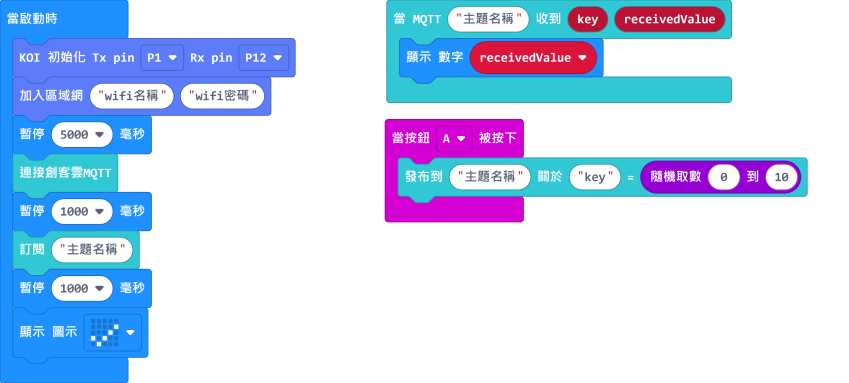 當啟動時
KOI 初始化 Tx pin P1 Rx pin P12
加入區域網 "wifi名稱" "wifi密碼"
暫停 5000 毫秒
連接創客雲MQTT
暫停 1000 毫秒
訂閱 "主題名稱"
暫停 1000 毫秒
顯示 圖示
當 MQTT "主題名稱" 收到 key receivedValue
顯示 數字 receivedValue
當按鈕 A 被按下
發布到 "主題名稱" 關於 "key" = 隨機取數 0 到 10